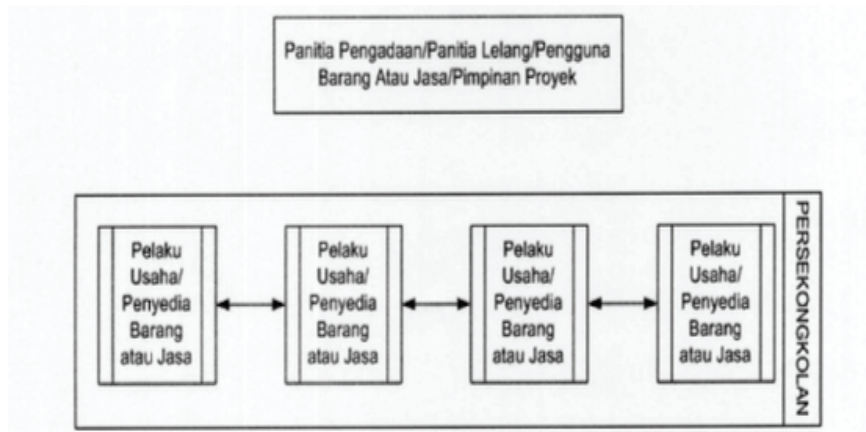 Panitia Pengadaan/Panitia Lelang/Pengguna
Barang Atau Jasa/Pimpinan Proyek
Pelaku
Usaha/
Penyedia
Barang
atau Jasa
Pelaku
Usaha/
Penyedia
Barang
atau Jasa
Pelaku
Usaha/
Penyedia
Barang
atau Jasa
Pelaku
Usaha/
Penyedia
Barang
atau Jasa
PERSEKONGKOLAN